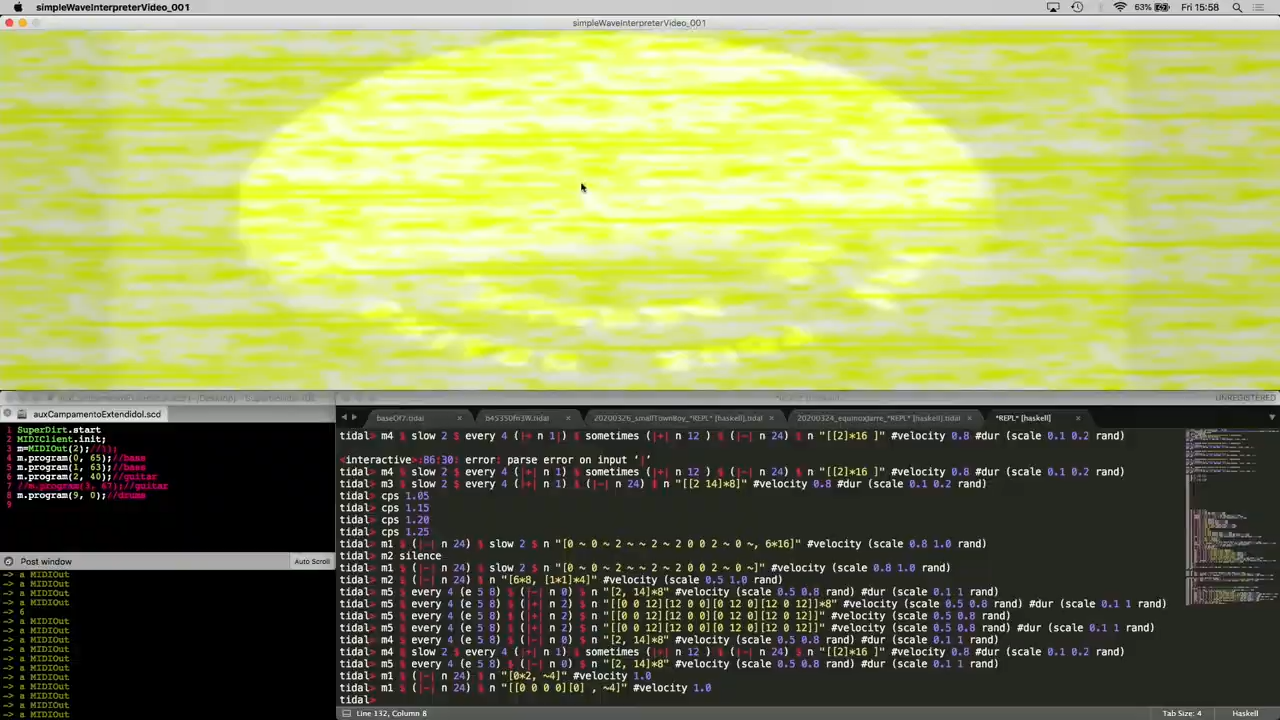 simpleWaveInterpreterVideo_001
63%
Fri 15:58
simpleWaveInterpreterVideo_001
auxCampamentoExtendidoI.scd
1 SuperDirt.start
2 MIDIClient.init;
3 m=MIDIOut(2);
4 m.program(0, 65);//bass
5 m.program(1, 63);//bass
6 m.program(2, 40);//guitar
7 //m.program(3, 67);//guitar
8 m.program(9, 0);//drums
9
Post window
Auto Scroll
-> a MIDIOut
-> a MIDIOut
-> a MIDIOut
-> a MIDIOut
-> 6
-> a MIDIOut
-> a MIDIOut
-> a MIDIOut
-> a MIDIOut
-> a MIDIOut
-> a MIDIOut
-> a MIDIOut
-> a MIDIOut
-> a MIDIOut
-> a MIDIOut
-> a MIDIOut
UNREGISTERED
baseOf7.tidal
20200326_smallTownBoy_*REPL* [haskell].tidal
20200324_equinoxJarre_*REPL* [haskell].tidal
*REPL* [haskell]
tidal> m4 $ slow 2 $ every 4 (|+| n 1) $ sometimes (|+| n 12 ) $ (|-| n 24) $ n "[[2]*16 ]" #velocity 0.8 #dur (scale 0.1 0.2 rand)
error: parse error on input
tidal> m4 $ slow 2 $ every 4 (|+| n 1) $ sometimes (|+| n 12 ) $ (|-| n 24) $ n "[[2]*16 ]" #velocity 0.8 #dur (scale 0.1 0.2 rand)
tidal> m3 $ slow 2 $ every 4 (|+| n 1) $ (|-| n 24) $ n "[[2 14]*8]" #velocity 0.8 #dur (scale 0.1 0.2 rand)
tidal> cps 1.05
tidal> cps 1.15
tidal> cps 1.20
tidal> cps 1.25
tidal> m1 $ (|-| n 24) $ slow 2 $ n "[0 ~ 0 ~ 2 ~ ~ 2 ~ 2 0 0 2 ~ 0 ~, 6*16]" #velocity (scale 0.8 1.0 rand)
tidal> m2 silence
tidal> m1 $ (|-| n 24) $ slow 2 $ n "[0 ~ 0 ~ 2 ~ ~ 2 ~ 2 0 0 2 ~ 0 ~]" #velocity (scale 0.8 1.0 rand)
tidal> m2 $ (|-| n 24) $ n #velocity (scale 0.5 1.0 rand)
tidal> m5 $ every 4 (e 5 8) $ (|-| n 0) $ n "[2, 14]*8" #velocity (scale 0.5 0.8 rand) #dur (scale 0.1 1 rand)
tidal> m5 $ every 4 (e 5 8) $ (|+| n 2) $ n "[[0 0 12][12 0 0][0 12 0][12 0 12]]*8" #velocity (scale 0.5 0.8 rand) #dur (scale 0.1 1 rand)
tidal> m5 $ every 4 (e 5 8) $ (|+| n 2) $ n "[[0 0 12][12 0 0][0 12 0][12 0 12]]" #velocity (scale 0.5 0.8 rand)
tidal> m5 $ every 4 (e 5 8) $ (|+| n 2) $ n "[[0 0 12][12 0 0][0 12 0][12 0 12]]" #velocity (scale 0.5 0.8 rand) #dur (scale 0.1 1 rand)
tidal> m4 $ every 4 (e 5 8) $ (|-| n 0) $ n "[2, 14]*8" #velocity (scale 0.5 0.8 rand) #dur (scale 0.1 1 rand)
tidal> m4 $ slow 2 $ every 4 (|+| n 1) $ sometimes (|+| n 12 ) $ (|-| n 24) $ n "[[2]*16 ]" #velocity 0.8 #dur (scale 0.1 0.2 rand)
tidal> m5 $ every 4 (e 5 8) $ (|-| n 0) $ n "[2, 14]*8" #velocity (scale 0.5 0.8 rand) #dur (scale 0.1 1 rand)
tidal> m1 $ (|-| n 24) $ n "[0*2, ~4]" #velocity 1.0
tidal> m1 $ (|-| n 24) $ n "[[0 0 0 0][0] , ~4]" #velocity 1.0
tidal>
Line 132, Column 8
Tab Size: 4
Haskell